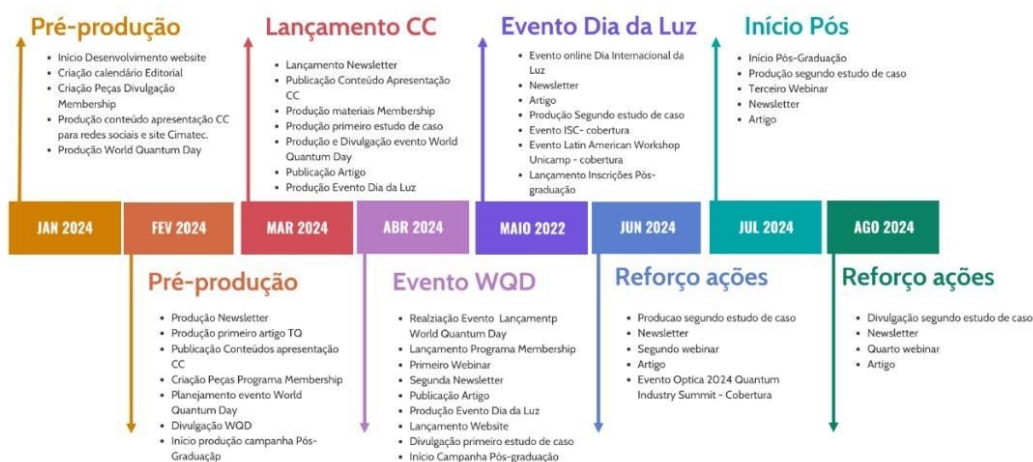 Pré-produção
Início Desenvolvimento website
Criação calendário Editorial
Criação Peças Divulgação
Membership
Produção conteúdo apresentação CC
para redes sociais e site Cimatec.
Produção World Quantum Day
Lançamento CC
Lançamento Newsletter
Publicação Conteúdo Apresentação
CC
Produção materiais Membership
Produção primeiro estudo de caso
Produção e Divulgação evento World
Quantum Day
Publicação Artigo
Produção Evento Dia da Luz
Evento Dia da Luz
Evento online Dia Internacional da
Luz
Newsletter
Artigo
Produção Segundo estudo de caso
Evento ISC- cobertura
Evento Latin American Workshop
Unicamp - cobertura
Lançamento Inscrições Pós-
graduação
Início Pós
Início Pós-Graduação
Produção segundo estudo de caso
Terceiro Webinar
Newsletter
Artigo
JAN 2024
FEV 2024
MAR 2024
ABR 2024
MAIO 2022
JUN 2024
JUL 2024
AGO 2024
Pré-produção
Produção Newsletter
Produção primeiro artigo TQ
Publicação Conteúdos apresentação
CC
Criação Peças Programa Membership
Planejamento evento World
Quantum Day
Divulgação WQD
Início produção campanha Pós-
Graduaçãp
Evento WQD
Realziação Evento Lançamentp
World Quantum Day
Lançamento Programa Membership
Primeiro Webinar
Segunda Newsletter
Publicação Artigo
Produção Evento Dia da Luz
Lançamento Website
Divulgação primeiro estudo de caso
Início Campanha Pós-graduação
Reforço ações
Producao segundo estudo de caso
Newsletter
Segundo webinar
Artigo
Evento Optica 2024 Quantum
Industry Summit - Cobertura
Reforço ações
Divulgação segundo estudo de caso
Newsletter
Quarto webinar
Artigo